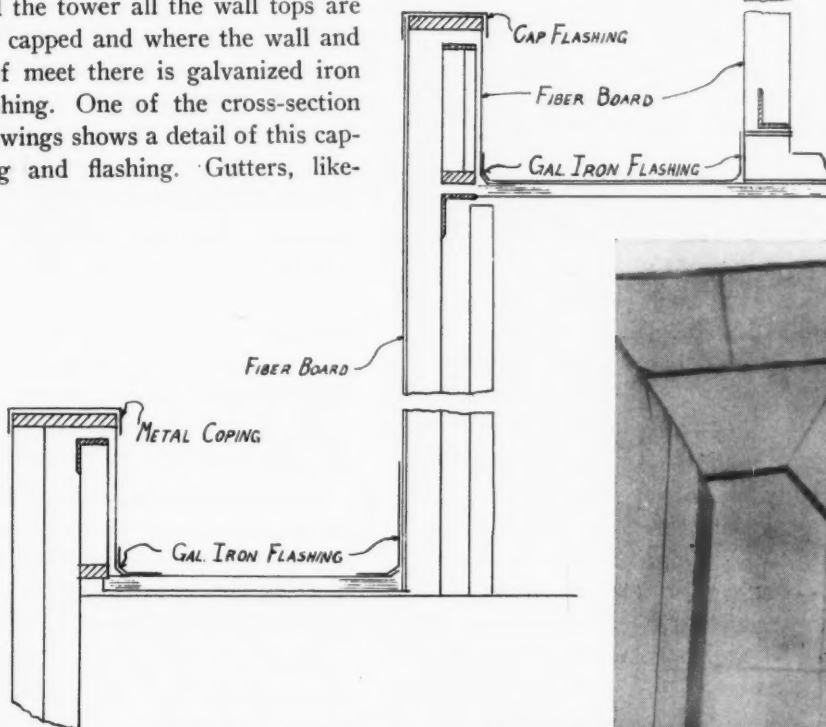 the tower all the wall tops are
capped and where the wall and
meet there is galvanized iron
One of the cross-section
shows a detail of this cap-
and flashing. Gutters, like-
CAP FLASHING
FIBER BOARD
GAL. IRON FLASHING
FIBER BOARD
METAL COPING
GAL. IRON FLASHING